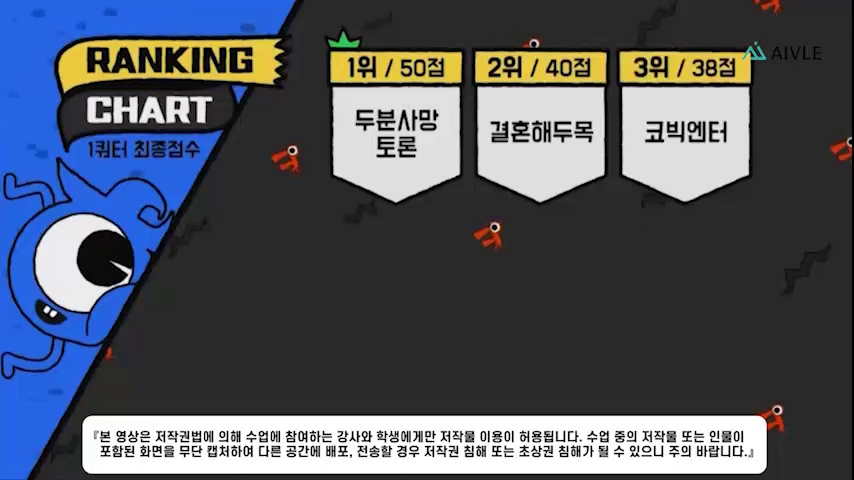 RANKING
CHART
1쿼터 최종점수
1위 / 50점
두분사망
토론
2위 / 40점
결혼해두목
3위 / 38점
코빅엔터
AIVLE
『본 영상은 저작권법에 의해 수업에 참여하는 강사와 학생에게만 저작물 이용이 허용됩니다. 수업 중의 저작물 또는 인물이
포함된 화면을 무단 캡처하여 다른 공간에 배포, 전송할 경우 저작권 침해 또는 초상권 침해가 될 수 있으니 주의 바랍니다.』